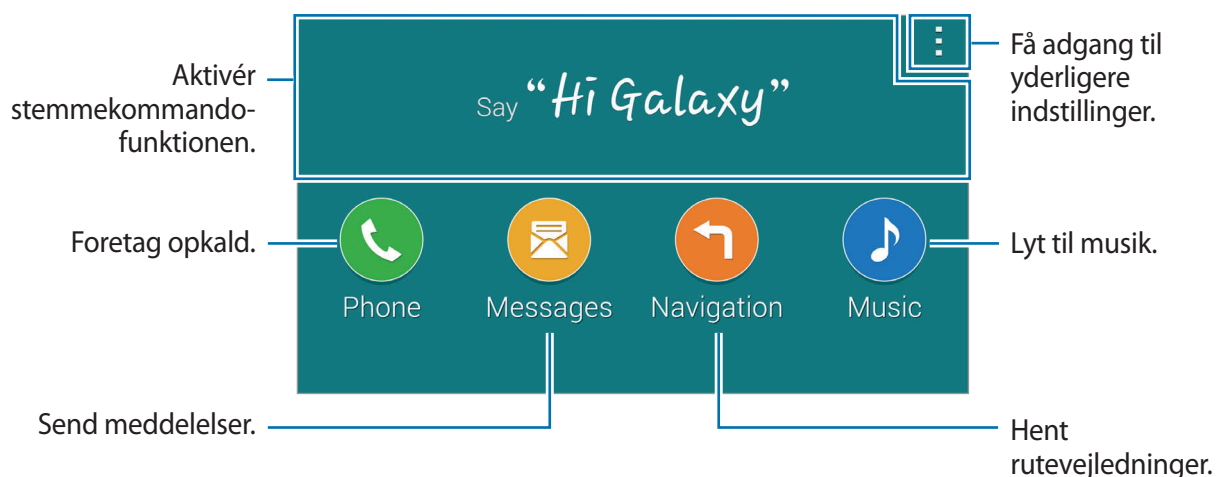 Aktivér
stemmekommando-
funktionen.
Say “Hi Galaxy”
Få adgang til
yderligere
indstillinger.
Foretag opkald.
Phone
Messages
Navigation
Music
Lyt til musik.
Send meddelelser.
Hent
rutevejledninger.